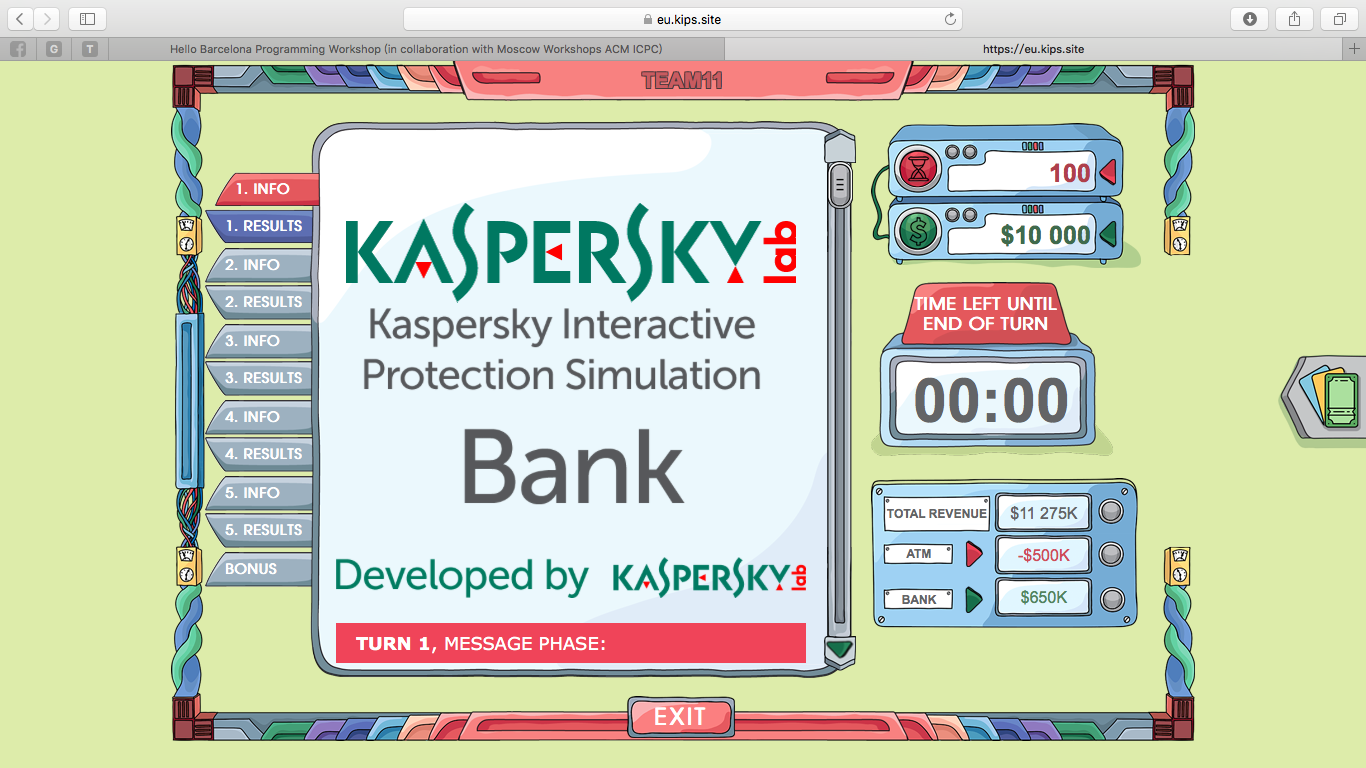 eu.kips.site
G
T
Hello Barcelona Programming Workshop (in collaboration with Moscow Workshops ACM ICPC)
https://eu.kips.site
TEAM11
1. INFO
1. RESULTS
2. INFO
2. RESULTS
3. INFO
3. RESULTS
4. INFO
4. RESULTS
5. INFO
5. RESULTS
BONUS
KASPERSKY lab
Kaspersky Interactive
Protection Simulation
Bank
Developed by KASPERSKY lab
TURN 1, MESSAGE PHASE:
100
$
$10 000
TIME LEFT UNTIL
END OF TURN
00:00
TOTAL REVENUE $11 275K
ATM -$500K
BANK $650K
EXIT